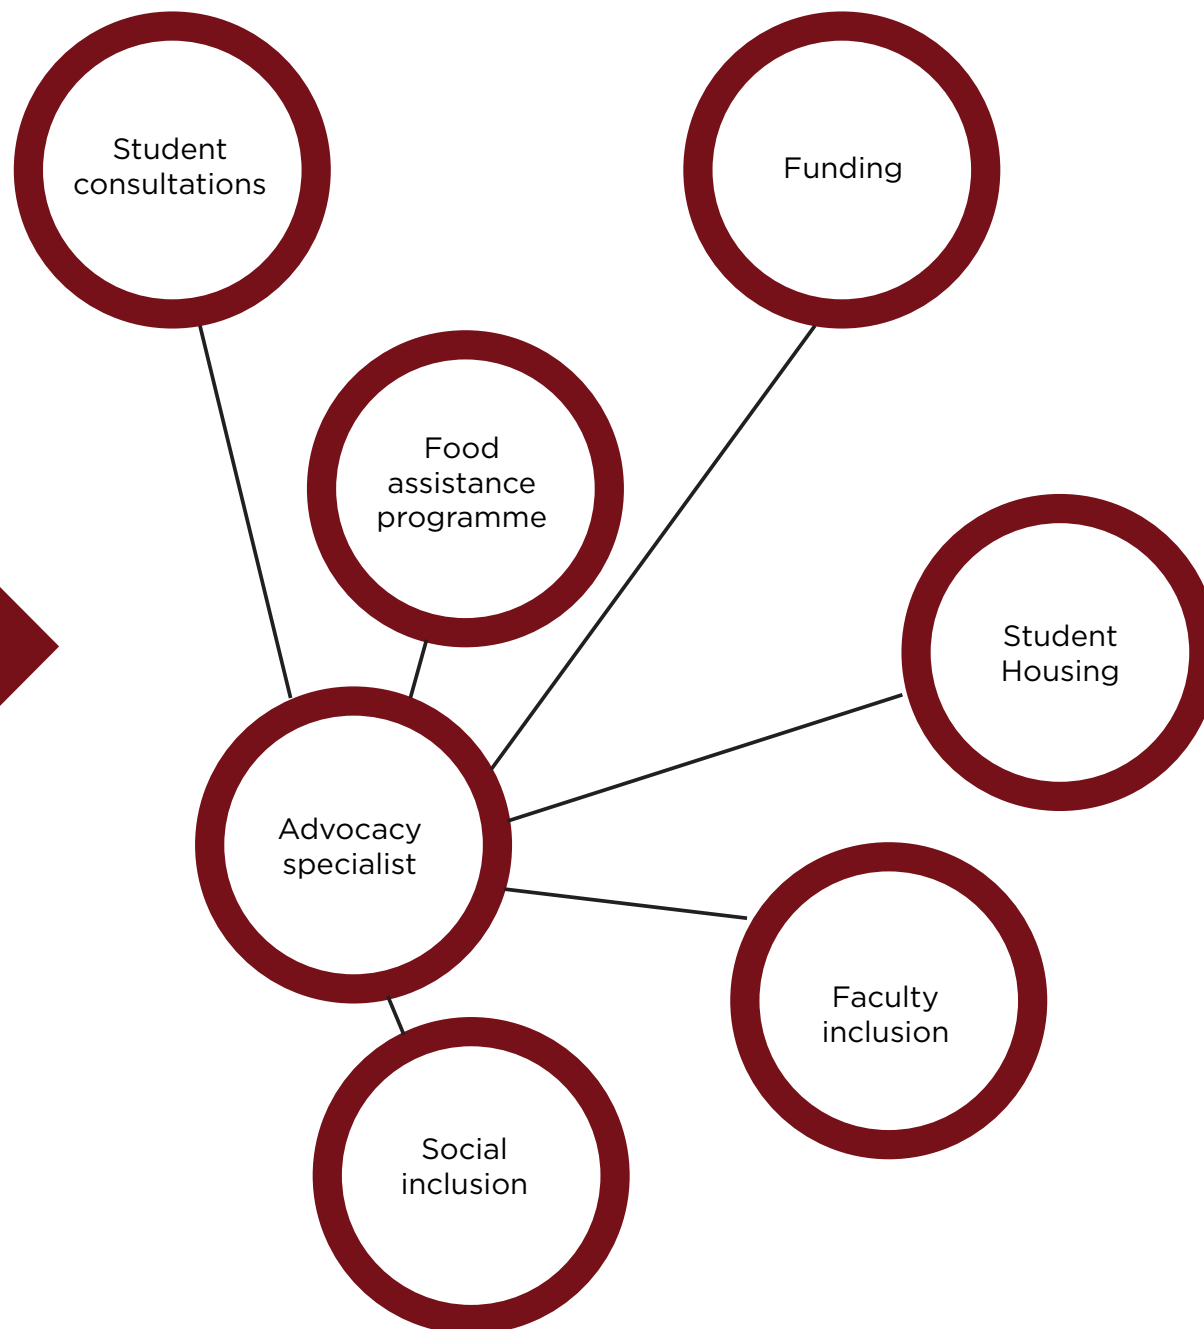 Student
consultations
Funding
Food
assistance
programme
Student
Housing
Advocacy
specialist
Faculty
inclusion
Social
inclusion